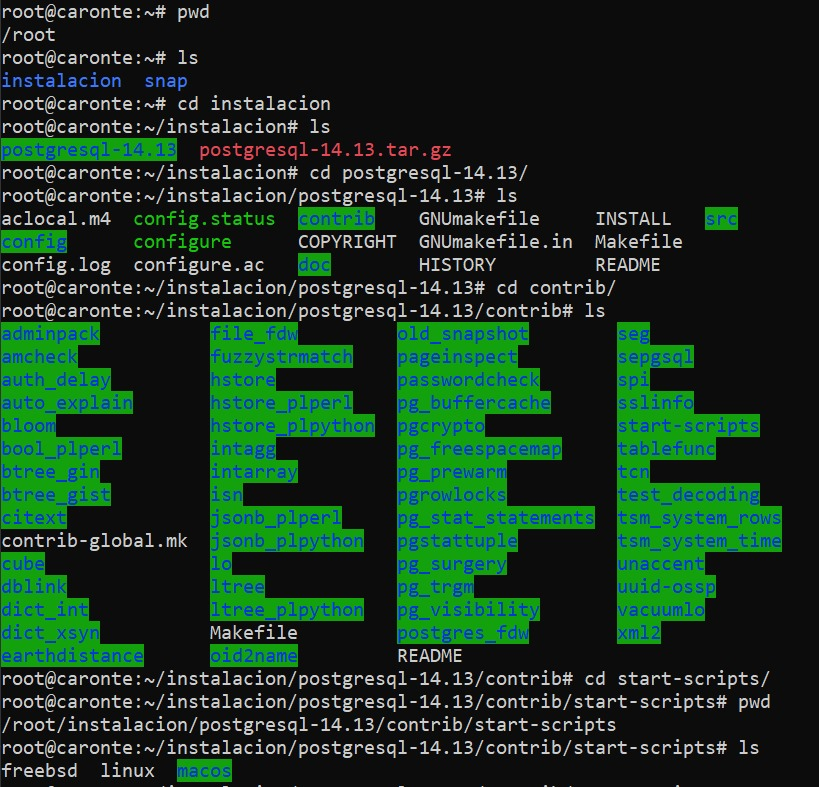 root@caronte:~# pwd
/root
root@caronte:~# ls
instalacion  snap
root@caronte:~# cd instalacion
root@caronte:~/instalacion# ls
postgresql-14.13  postgresql-14.13.tar.gz
root@caronte:~/instalacion# cd postgresql-14.13/
root@caronte:~/instalacion/postgresql-14.13# ls
aclocal.m4  config.status  contrib    GNUmakefile     INSTALL   src
config      configure      COPYRIGHT  GNUmakefile.in  Makefile
config.log  configure.ac   doc        HISTORY         README
root@caronte:~/instalacion/postgresql-14.13# cd contrib/
root@caronte:~/instalacion/postgresql-14.13/contrib# ls
adminpack          file_fdw         old_snapshot        seg
amcheck            fuzzystrmatch    pageinspect         sepgsql
auth_delay         hstore           passwordcheck       spi
auto_explain       hstore_plperl    pg_buffercache      sslinfo
bloom              hstore_plpython  pgcrypto            start-scripts
bool_plperl        intagg           pg_freespacemap     tablefunc
btree_gin          intarray         pg_prewarm          tcn
btree_gist         isn              pgrowlocks          test_decoding
citext             jsonb_plperl     pg_stat_statements  tsm_system_rows
contrib-global.mk  jsonb_plpython   pgstattuple         tsm_system_time
cube               lo               pg_surgery          unaccent
dblink             ltree            pg_trgm             uuid-ossp
dict_int           ltree_plpython   pg_visibility       vacuumlo
dict_xsyn          Makefile         postgres_fdw        xml2
earthdistance      oid2name         README
root@caronte:~/instalacion/postgresql-14.13/contrib# cd start-scripts/
root@caronte:~/instalacion/postgresql-14.13/contrib/start-scripts# pwd
/root/instalacion/postgresql-14.13/contrib/start-scripts
root@caronte:~/instalacion/postgresql-14.13/contrib/start-scripts# ls
freebsd  linux  macos